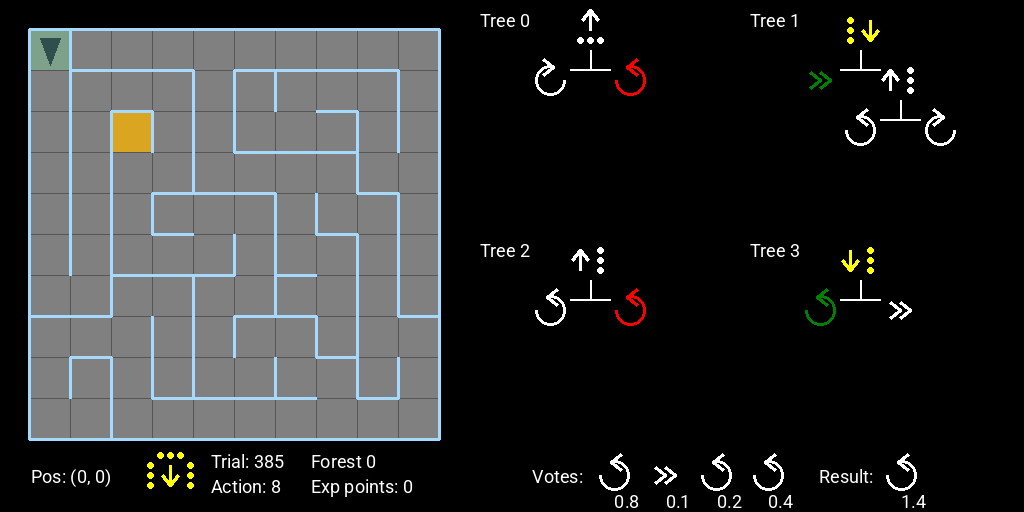 Tree 0
Tree 1
Tree 2
Tree 3
Pos: (0, 0)
Trial: 385
Forest 0
Action: 8
Exp points: 0
Votes:
0.8
0.1
0.2
0.4
Result:
1.4